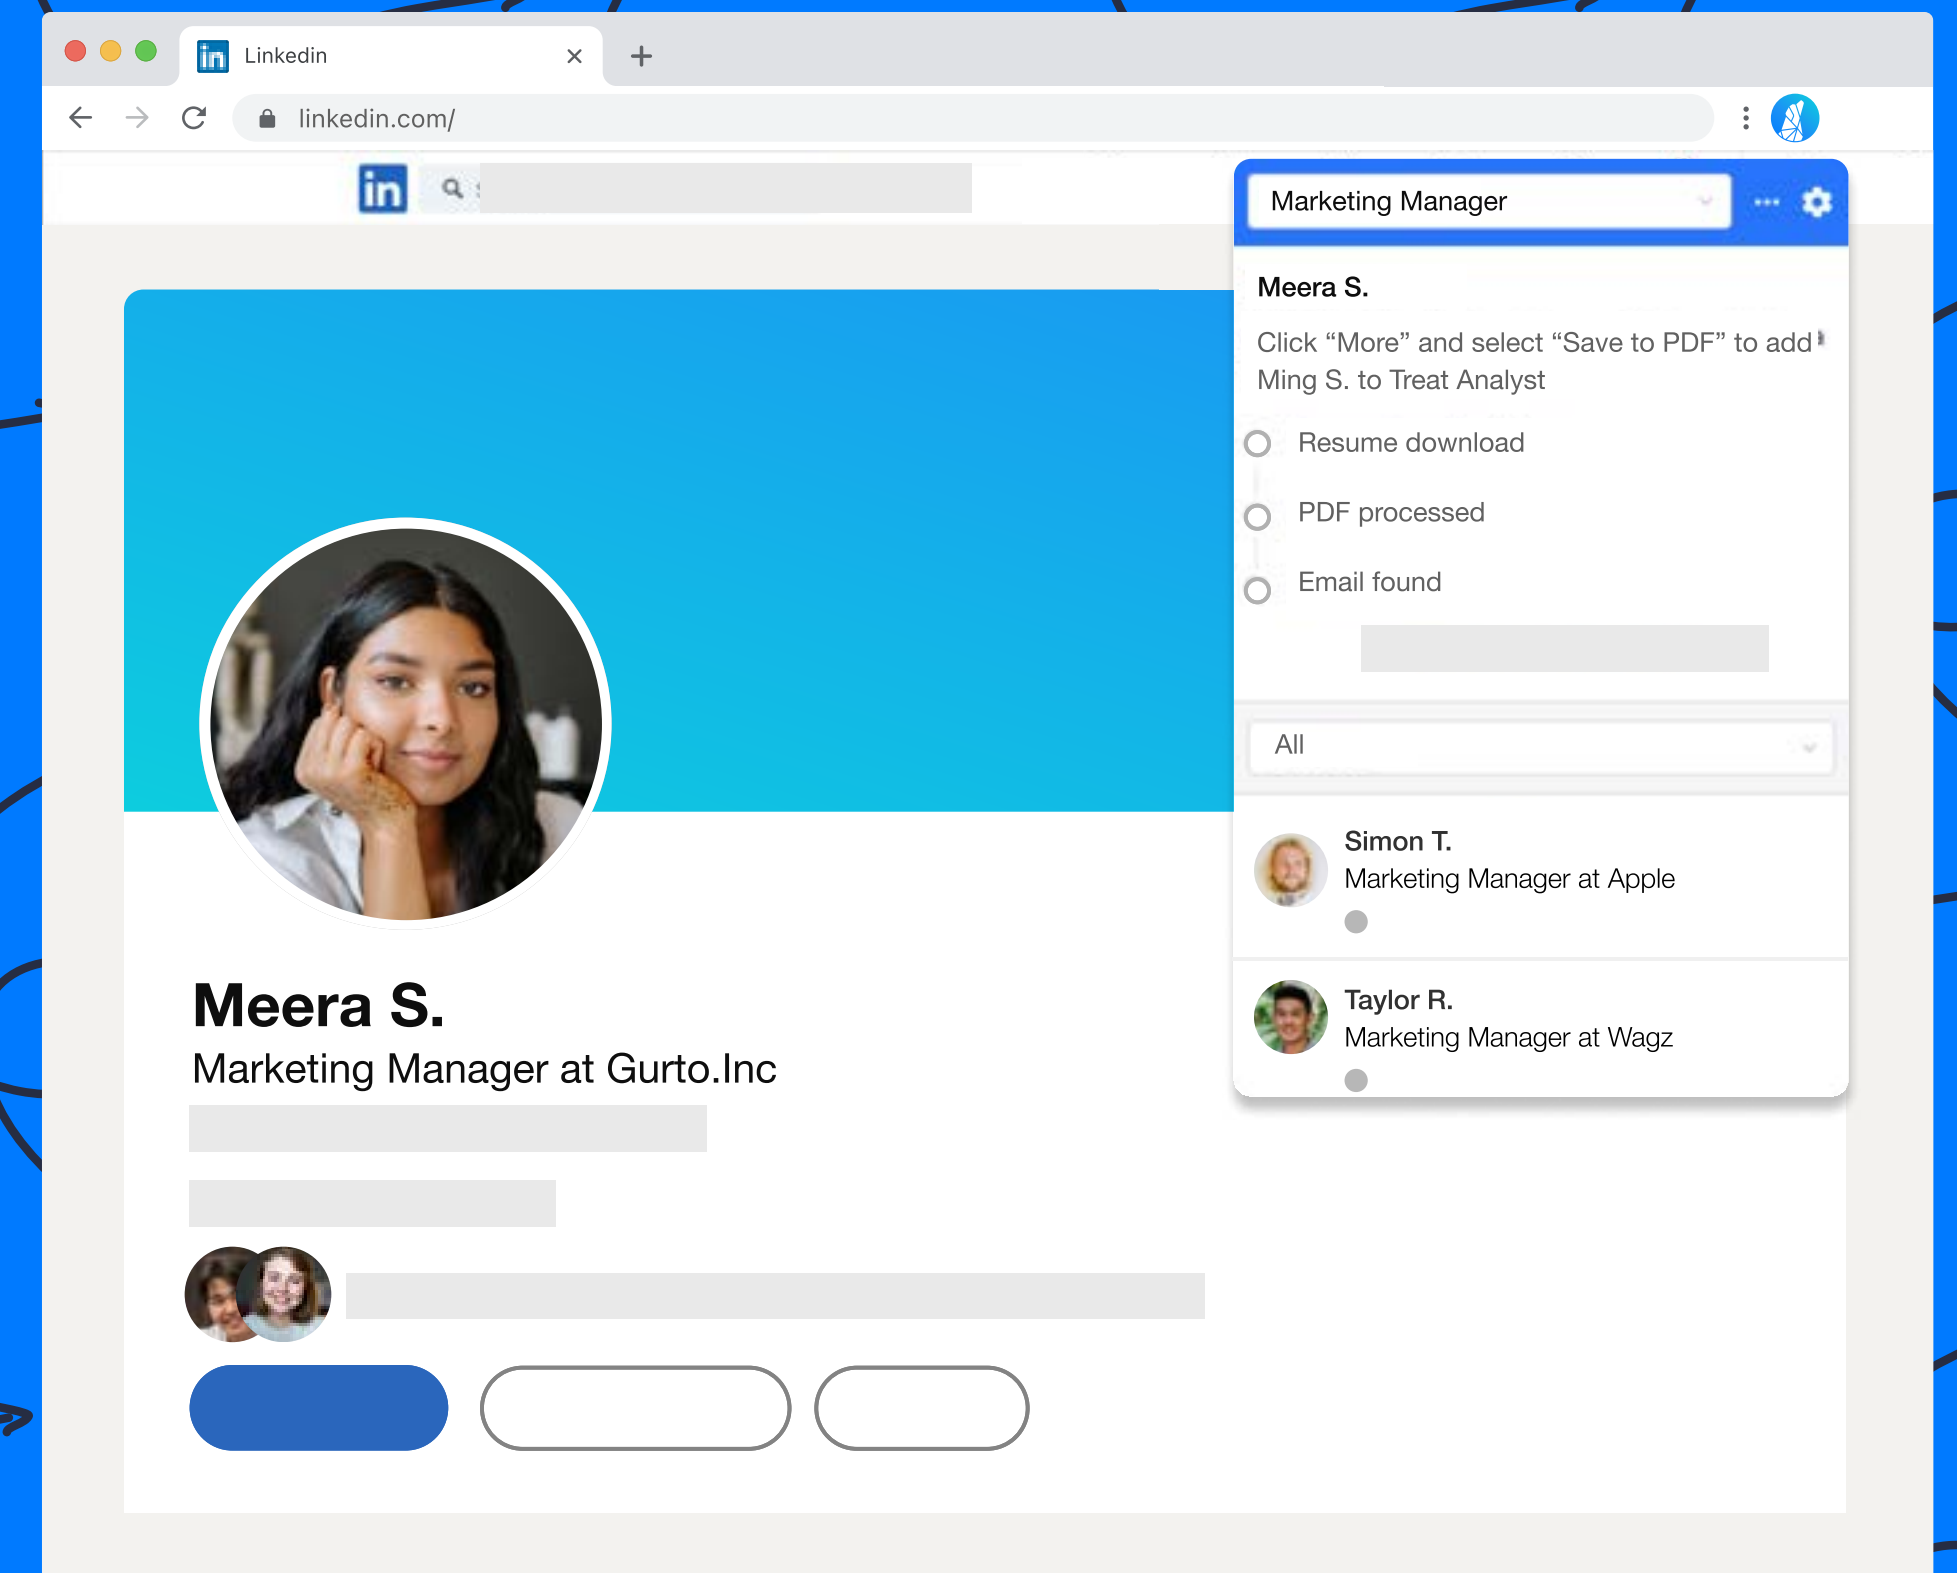 in Linkedin
linkedin.com/
in
Marketing Manager
Meera S.
Click “More” and select “Save to PDF” to add
Ming S. to Treat Analyst
Resume download
PDF processed
Email found
All
Simon T.
Marketing Manager at Apple
Taylor R.
Marketing Manager at Wagz
Meera S.
Marketing Manager at Gurto.Inc